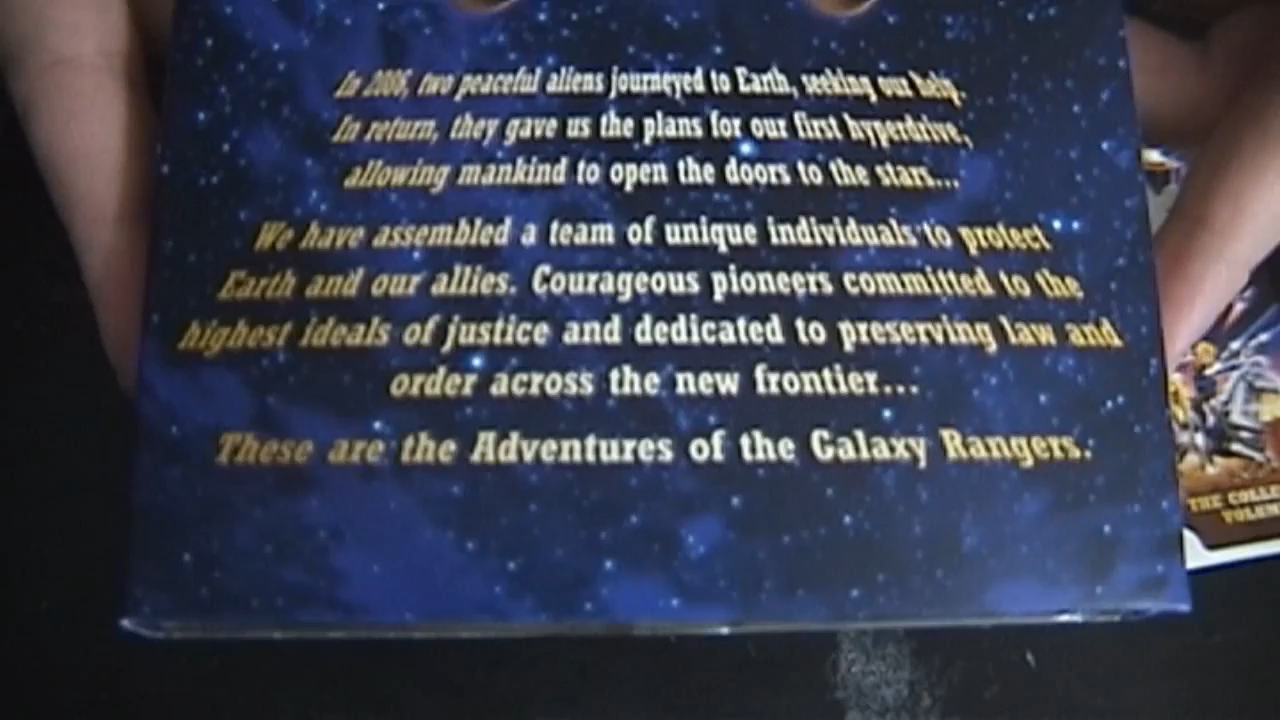 In 2086, two peaceful aliens journeyed to Earth, seeking our help.
In return, they gave us the plans for our first hyperdrive,
allowing mankind to open the doors to the stars...
We have assembled a team of unique individuals to protect
Earth and our allies. Courageous pioneers committed to the
highest ideals of justice and dedicated to preserving law and
order across the new frontier...
These are the Adventures of the Galaxy Rangers.
THE